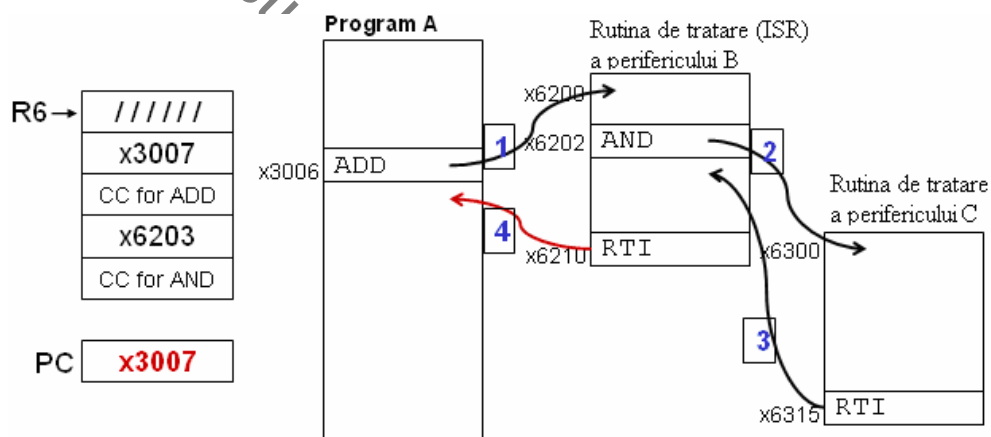 Program A
Rutina de tratare (ISR)
a perifericului B
R6
//////
x3007
CC for ADD
x6203
CC for AND
PC
x3007
x3006
ADD
1
x6200
x6202
AND
2
4
x6210
RTI
Rutina de tratare
a perifericului C
x6300
3
x6315
RTI